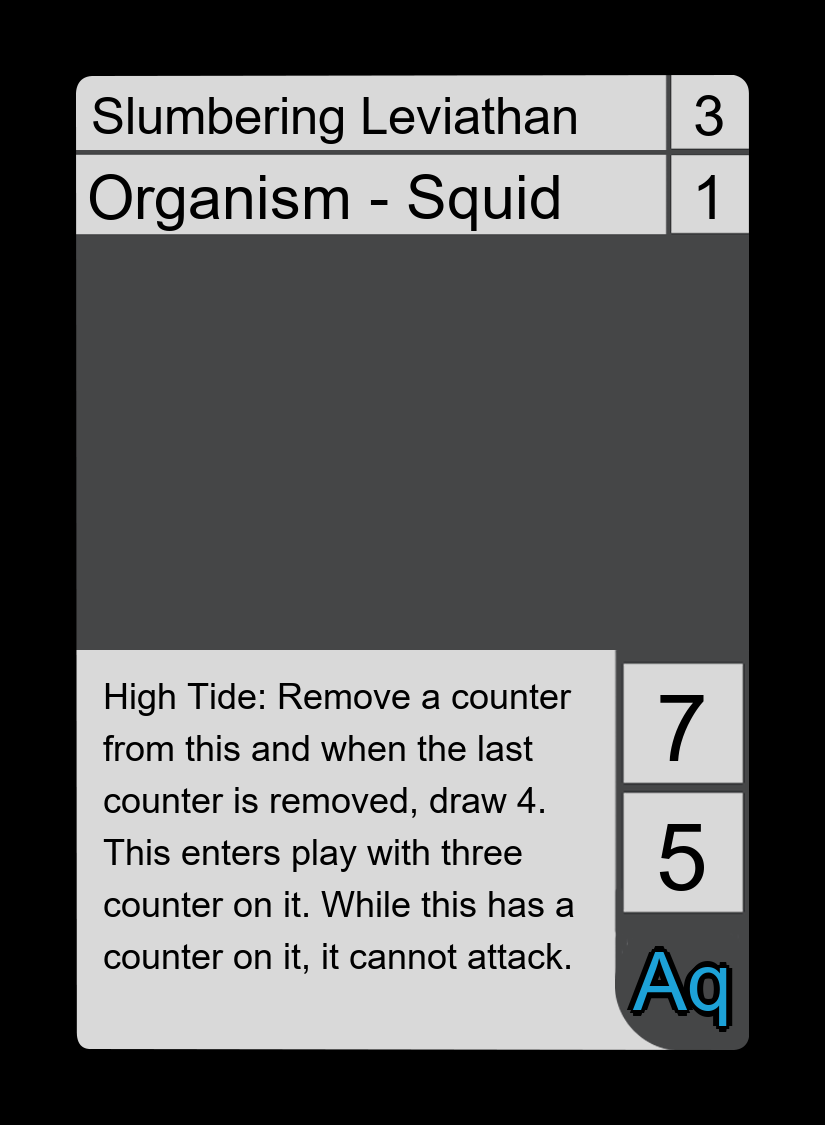 Slumbering Leviathan 3
Organism - Squid 1
High Tide: Remove a counter
from this and when the last
counter is removed, draw 4.
This enters play with three
counter on it. While this has a
counter on it, it cannot attack.
7
5
Aq